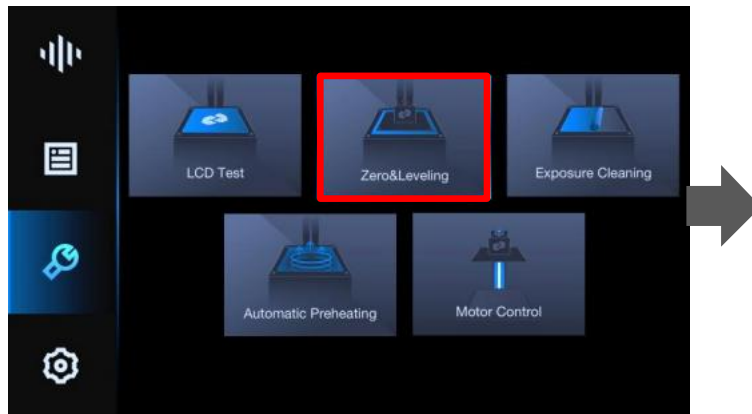 LCD Test
Zero&Leveling
Exposure Cleaning
Automatic Preheating
Motor Control